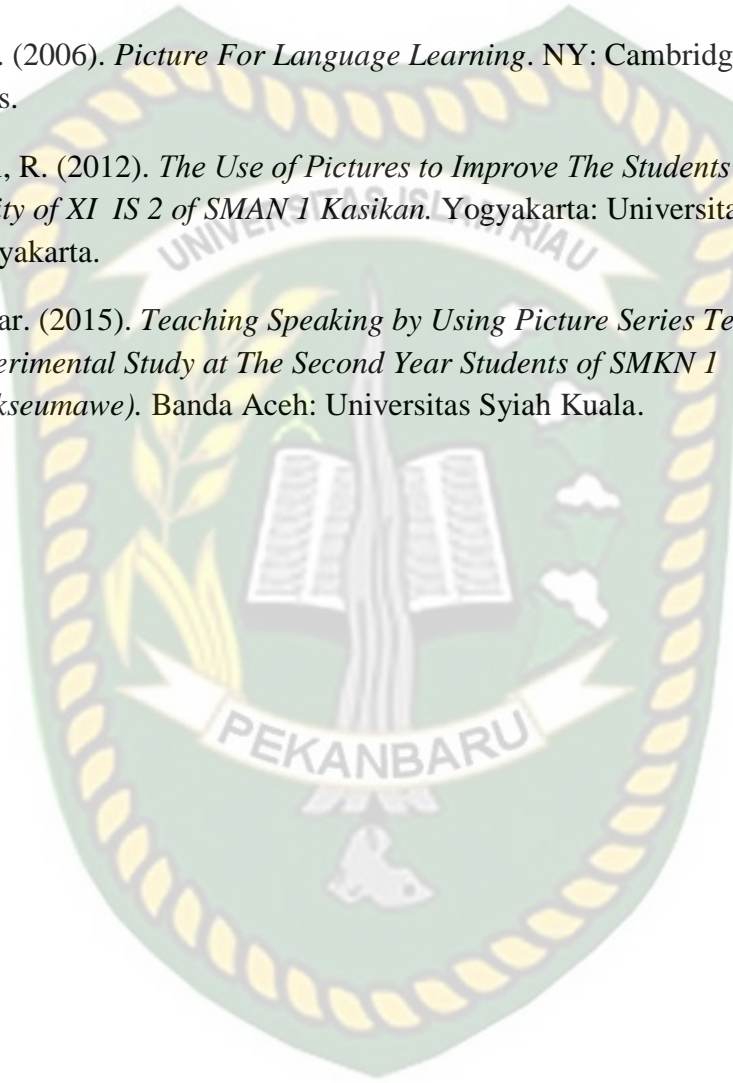 . (2006). Picture For Language Learning. NY: Cambridg
s.
, R. (2012). The Use of Pictures to Improve The Students
ity of XI IS 2 of SMAN 1 Kasikan. Yogyakarta: Universita
yakarta.
ar. (2015). Teaching Speaking by Using Picture Series Te
erimental Study at The Second Year Students of SMKN 1
kseumawe). Banda Aceh: Universitas Syiah Kuala.
UNIVERSITAS ISLAM RIAU
PEKANBARU